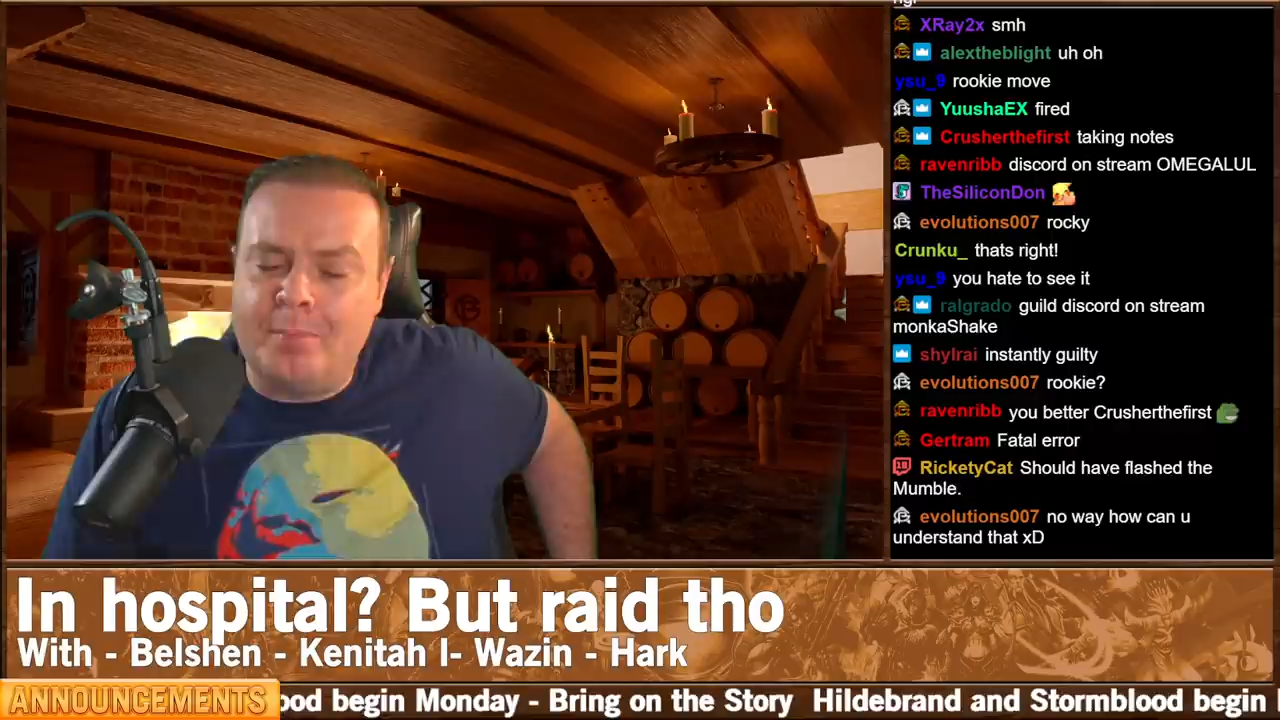 XRay2x smh
alextheblight uh oh
ysu_9 rookie move
YuushaEX fired
Crusherthefirst taking notes
ravenribb discord on stream OMEGALUL
TheSiliconDon
evolutions007 rocky
Crunku_ thats right!
ysu_9 you hate to see it
ralgrado guild discord on stream
monkaShake
shylrai instantly guilty
evolutions007 rookie?
ravenribb you better Crusherthefirst
Gertram Fatal error
RicketyCat Should have flashed the
Mumble.
evolutions007 no way how can u
understand that xD
In hospital? But raid tho
With - Belshen - Kenitah I- Wazin - Hark
ANNOUNCEMENTS
ood begin Monday - Bring on the Story Hildebrand and Stormblood begin